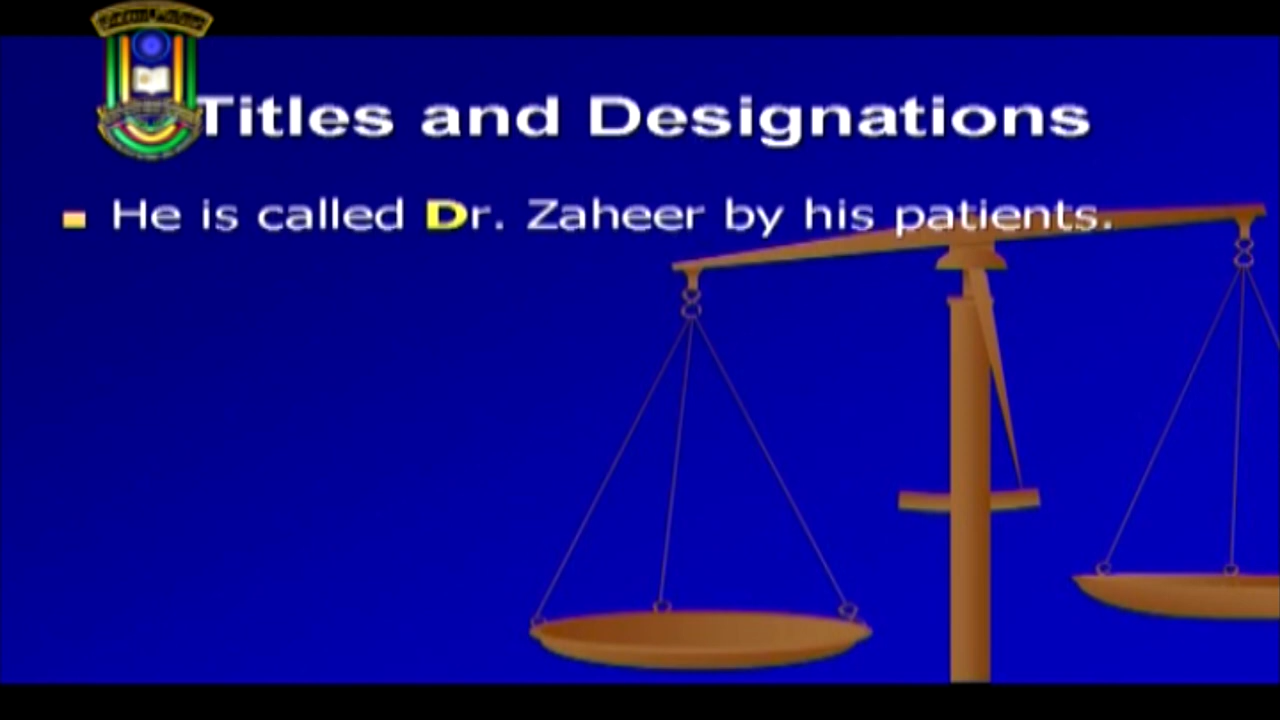 Titles and Designations
He is called Dr. Zaheer by his patients.